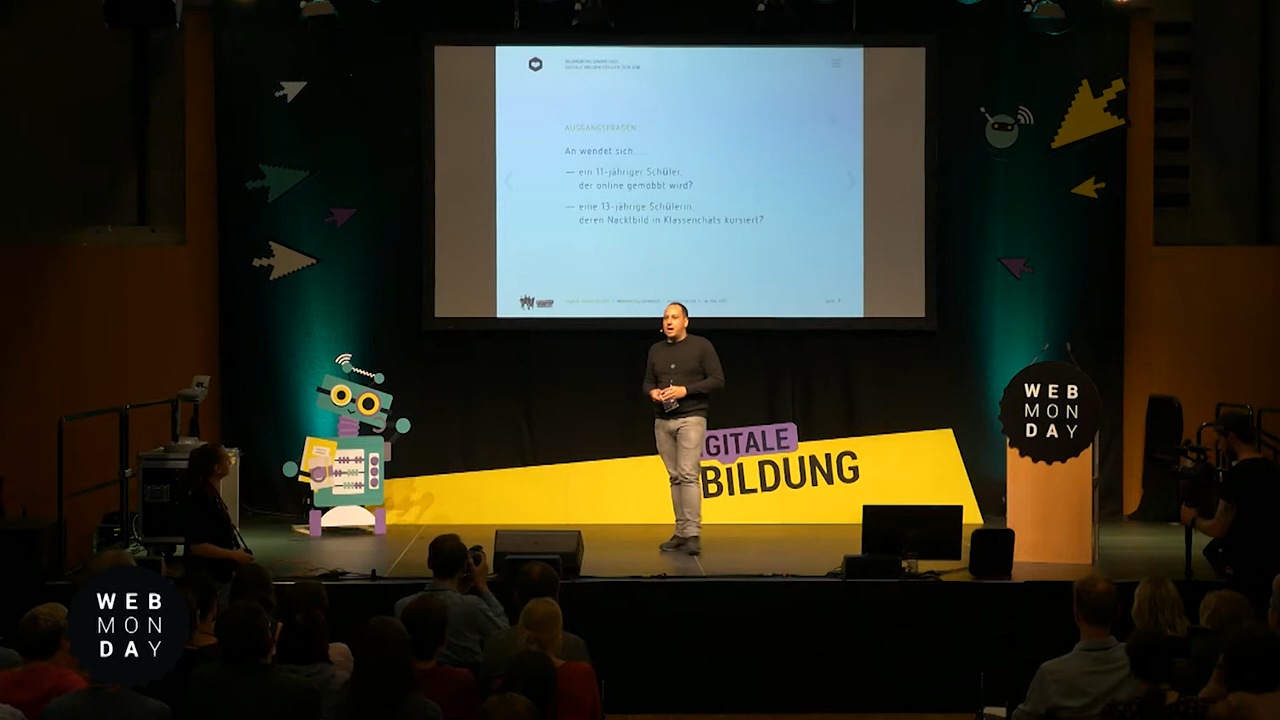 AUSGANGSFRAGEN
An wendet sich....
— ein 11-jähriger Schüler,
der online gemobbt wird?
— eine 13-jährige Schülerin,
deren Nacktbild in Klassenchats kursiert?
GITALE
BILDUNG
WEB
MON
DAY
WEB
MON
DAY